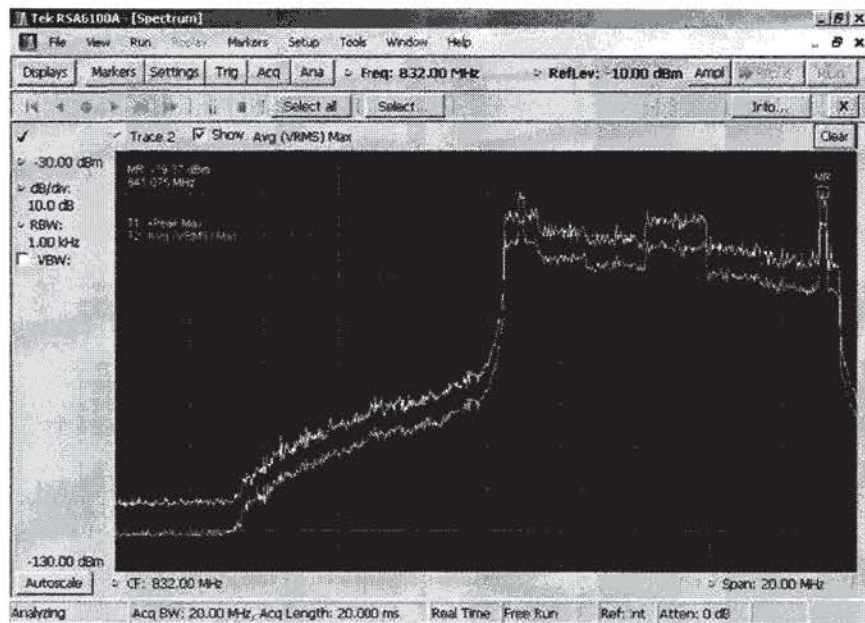 Tek RSA6100A - [Spectrum]
File View Run Replay Markers Setup Tools Window Help
Displays Markers Settings Trig Acq Ana Freq: 832.00 MHz RefLev: -10.00 dBm Ampl Run
Select all Select... Info... X
Trace 2 Show Avg (VRMS) Max Clear
-30.00 dBm
dB/div:
10.0 dB
RBW:
1.00 kHz
VBW:
MHz
MR
-130.00 dBm
Autoscale CF: 832.00 MHz Span: 20.00 MHz
Analyzing Acq BW: 20.00 MHz, Acq Length: 20.000 ms Real Time Free Run Ref: Int Atten: 0 dB